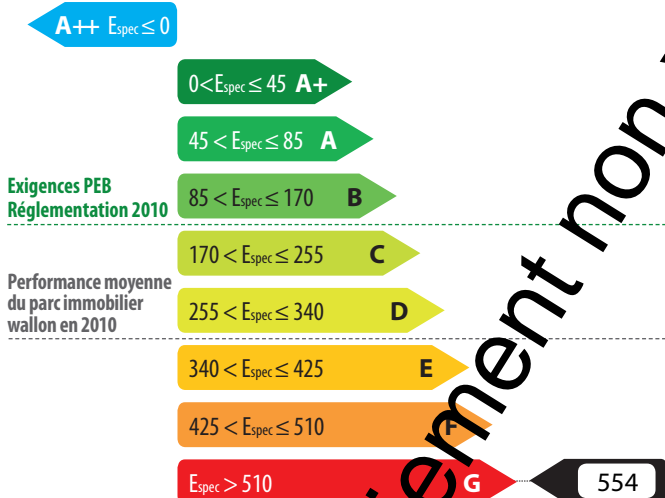 A++ Espec ≤ 0
0<Espec ≤ 45 A+
45 < Espec ≤ 85 A
Exigences PEB
Réglementation 2010
85 < Espec ≤ 170 B
170 < Espec ≤ 255 C
Performance moyenne
du parc immobilier
wallon en 2010
255 < Espec ≤ 340 D
340 < Espec ≤ 425 E
425 < Espec ≤ 510 F
Espec > 510 G
554
ement non